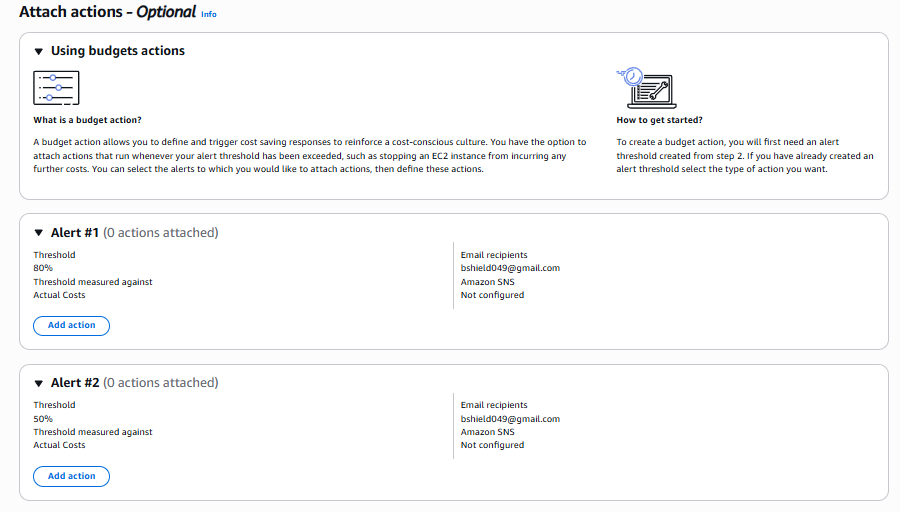 Attach actions - Optional Info
Using budgets actions
What is a budget action?
A budget action allows you to define and trigger cost saving responses to reinforce a cost-conscious culture. You have the option to
attach actions that run whenever your alert threshold has been exceeded, such as stopping an EC2 instance from incurring any
further costs. You can select the alerts to which you would like to attach actions, then define these actions.
How to get started?
To create a budget action, you will first need an alert
threshold created from step 2. If you have already created an
alert threshold select the type of action you want.
Alert #1 (0 actions attached)
Threshold
80%
Threshold measured against
Actual Costs
Email recipients
bshield049@gmail.com
Amazon SNS
Not configured
Add action
Alert #2 (0 actions attached)
Threshold
50%
Threshold measured against
Actual Costs
Email recipients
bshield049@gmail.com
Amazon SNS
Not configured
Add action